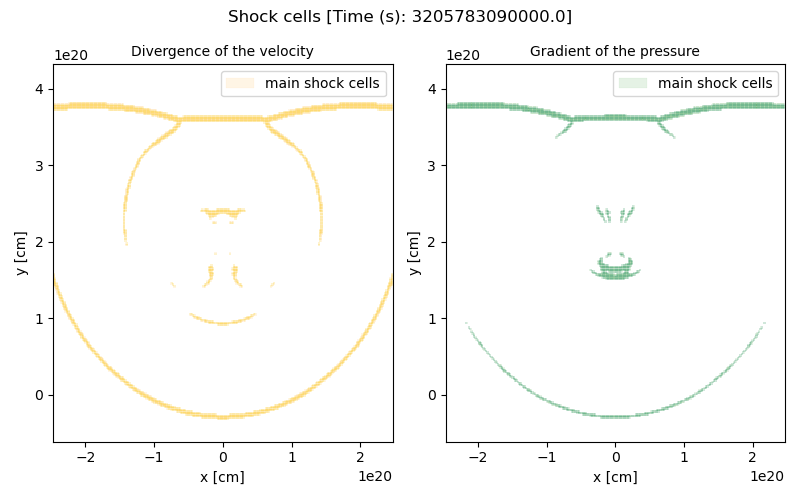 Shock cells [Time (s): 3205783090000.0]
Divergence of the velocity
1e20
main shock cells
4
3
2
1
0
y [cm]
−2
−1
0
1
2
x [cm]
1e20
Gradient of the pressure
1e20
main shock cells
4
3
2
1
0
y [cm]
−2
−1
0
1
2
x [cm]
1e20